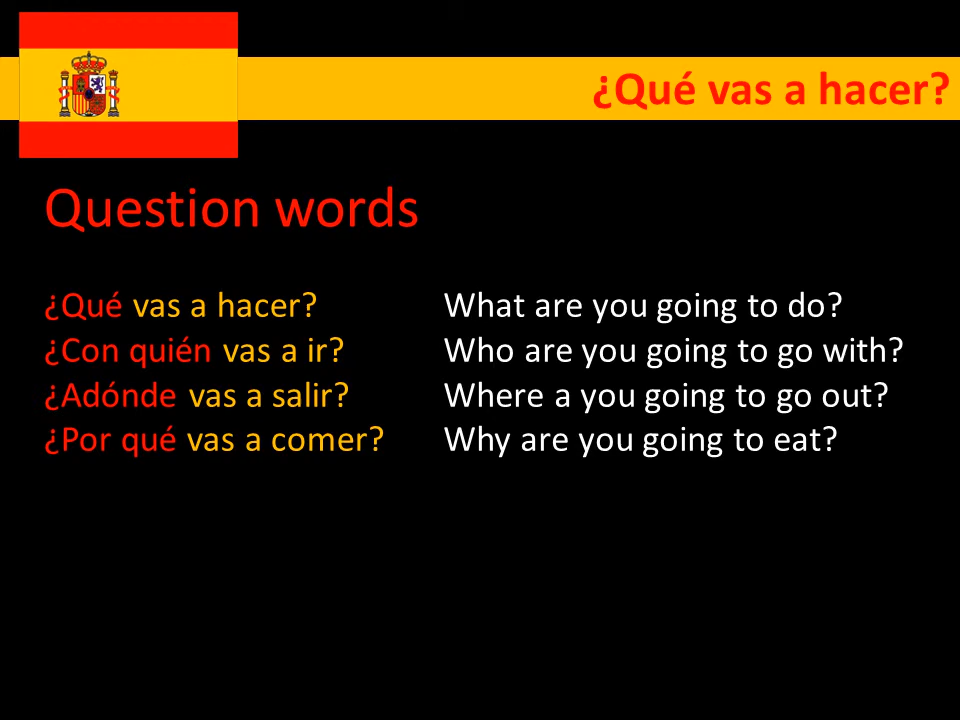 ¿Qué vas a hacer?
Question words
¿Qué vas a hacer? What are you going to do?
¿Con quién vas a ir? Who are you going to go with?
¿Adónde vas a salir? Where a you going to go out?
¿Por qué vas a comer? Why are you going to eat?